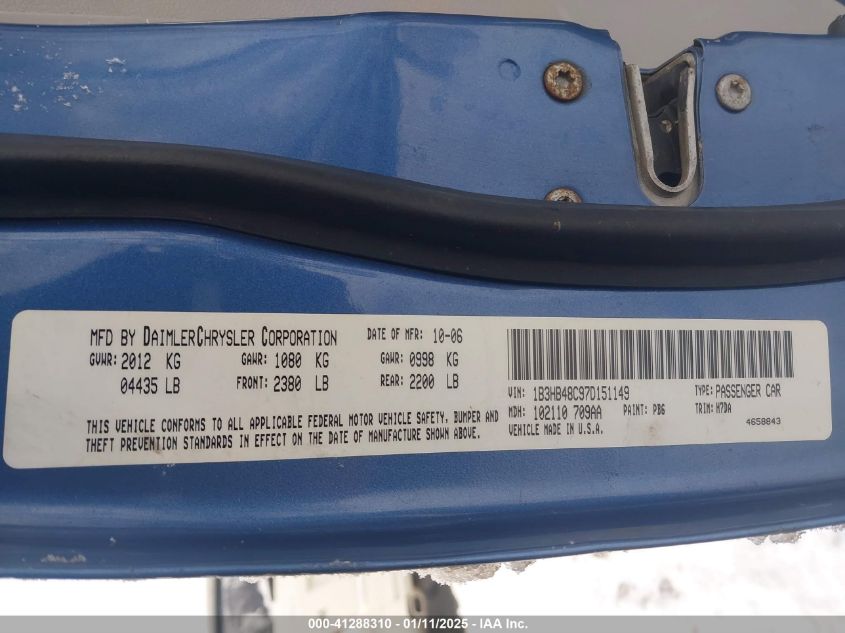 MFD BY DAIMLERCHRYSLER CORPORATION DATE OF MFR: 10-06
GVWR: 2012 KG GAWR: 1080 KG GAWR: 0998 KG
04435 LB FRONT: 2380 LB REAR: 2200 LB
THIS VEHICLE CONFORMS TO ALL APPLICABLE FEDERAL MOTOR VEHICLE SAFETY, BUMPER AND
THEFT PREVENTION STANDARDS IN EFFECT ON THE DATE OF MANUFACTURE SHOWN ABOVE.
VIN: 1B3HB48C97D151149 TYPE: PASSENGER CAR
MDH: 102110 709AA PAINT: PB6 TRIM: M7DA
VEHICLE MADE IN U.S.A. 4658843
000-41288310 - 01/11/2025 - IAA Inc.